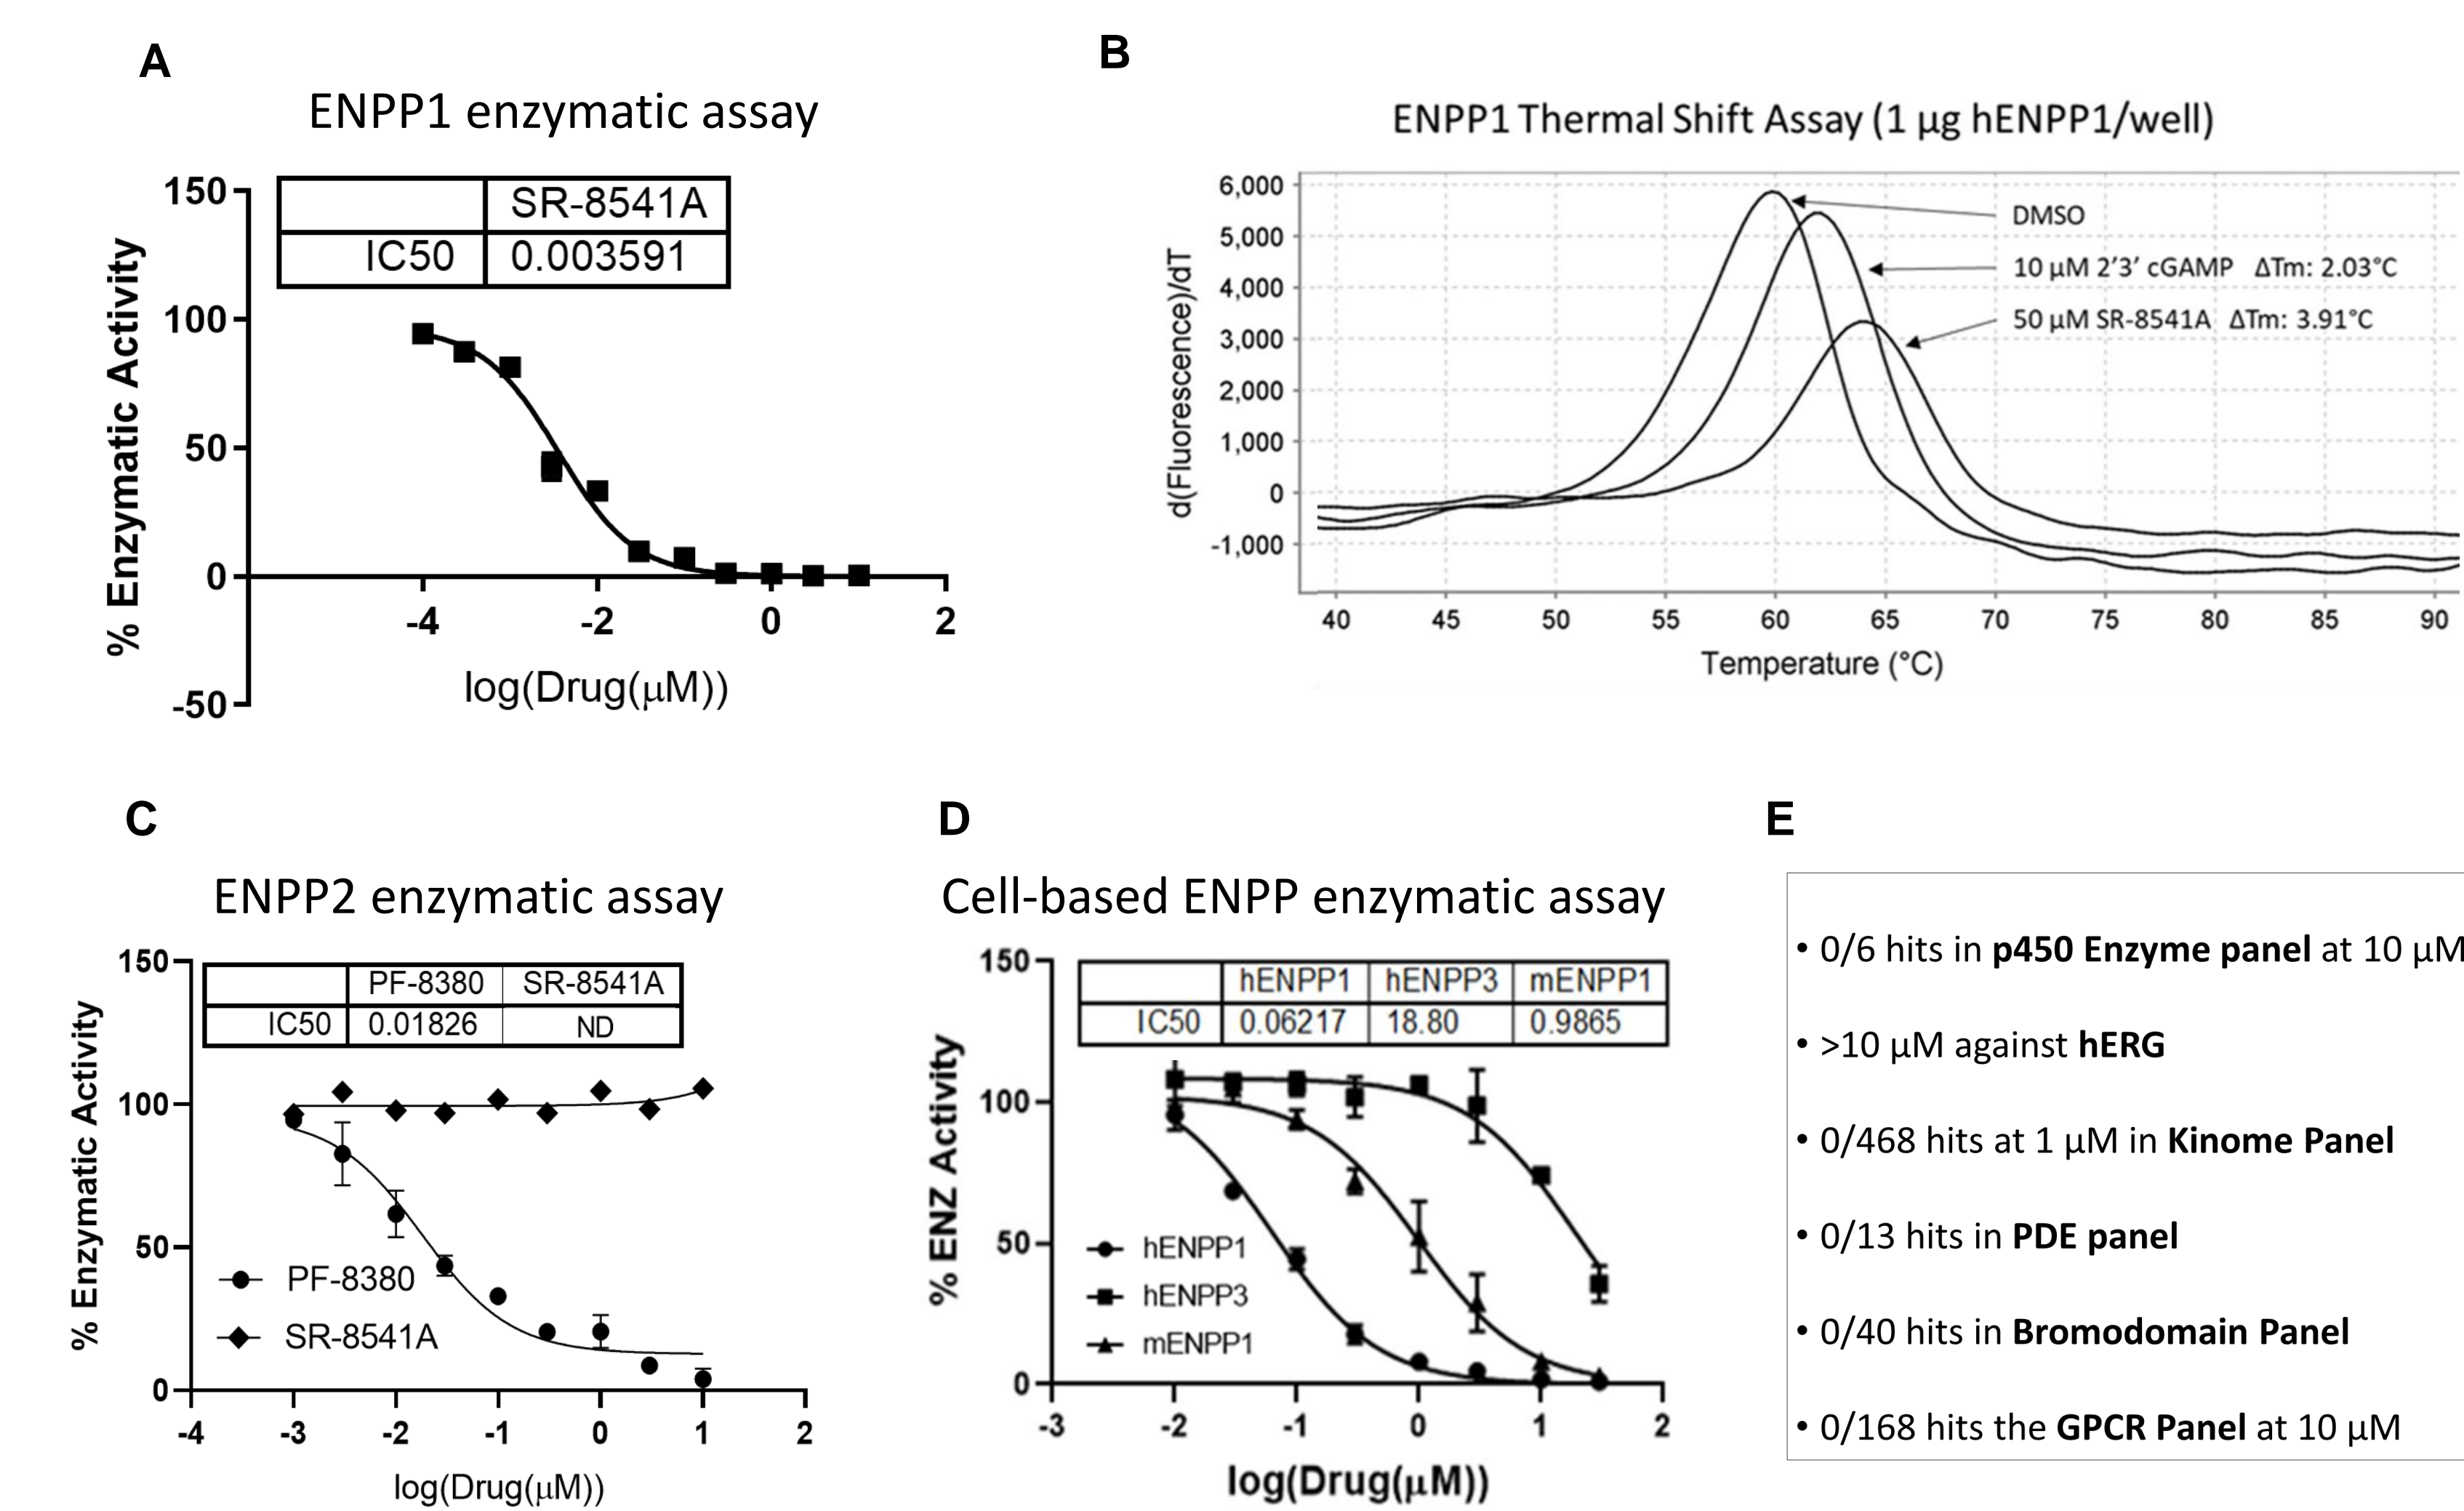 A
ENPP1 enzymatic assay
SR-8541A
IC50 0.003591
150
100
50
0
-50
% Enzymatic Activity
-4 -2 0 2
log(Drug(μM))
B
ENPP1 Thermal Shift Assay (1 μg hENPP1/well)
6,000
5,000
4,000
3,000
2,000
1,000
0
-1,000
d(Fluorescence)/dT
DMSO
10 μM 2′3′ cGAMP ΔTm: 2.03°C
50 μM SR-8541A ΔTm: 3.91°C
40 45 50 55 60 65 70 75 80 85 90
Temperature (°C)
C
ENPP2 enzymatic assay
PF-8380 SR-8541A
IC50 0.01826 ND
150
100
50
0
% Enzymatic Activity
PF-8380
SR-8541A
-4 -3 -2 -1 0 1 2
log(Drug(μM))
D
Cell-based ENPP enzymatic assay
hENPP1 hENPP3 mENPP1
IC50 0.06217 18.80 0.9865
150
100
50
0
% ENZ Activity
hENPP1
hENPP3
mENPP1
-3 -2 -1 0 1 2
log(Drug(μM))
E
• 0/6 hits in p450 Enzyme panel at 10 μM
• >10 μM against hERG
• 0/468 hits at 1 μM in Kinome Panel
• 0/13 hits in PDE panel
• 0/40 hits in Bromodomain Panel
• 0/168 hits the GPCR Panel at 10 μM